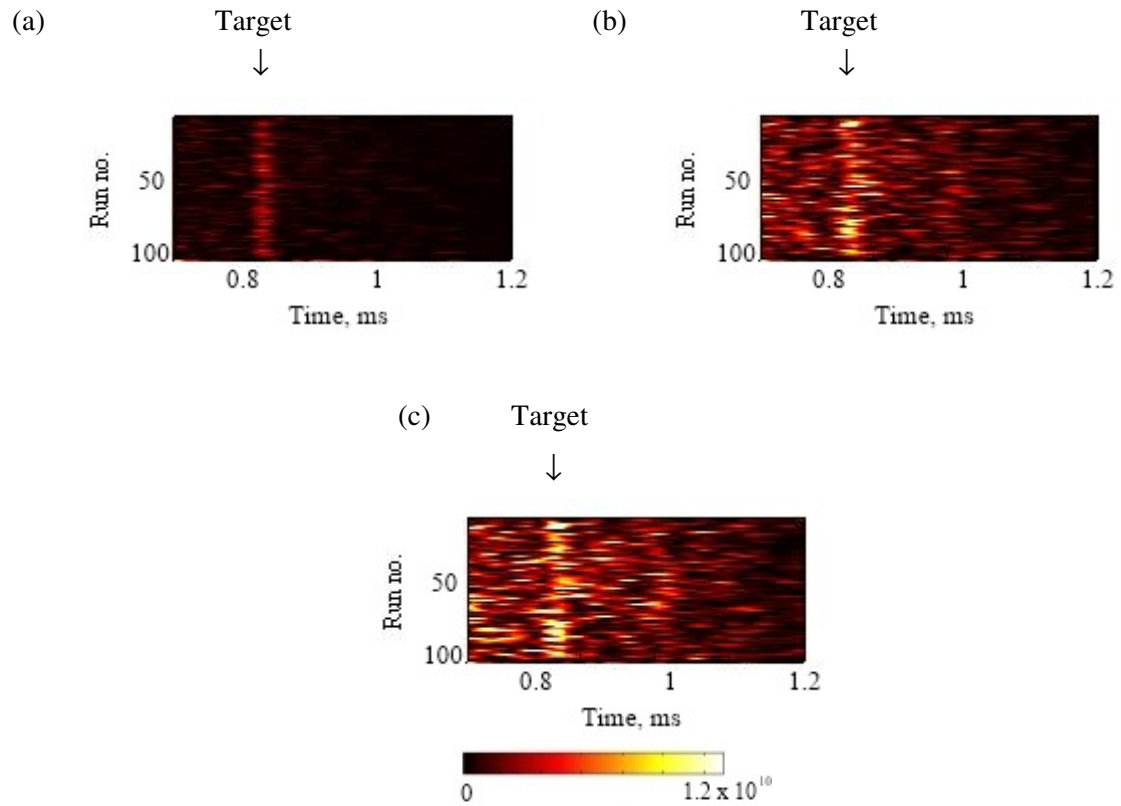 (a) Target
↓
Run no.
50
100
0.8 1 1.2
Time, ms
(b) Target
↓
Run no.
50
100
0.8 1 1.2
Time, ms
(c) Target
↓
Run no.
50
100
0.8 1 1.2
Time, ms
0 1.2 x 10¹⁰